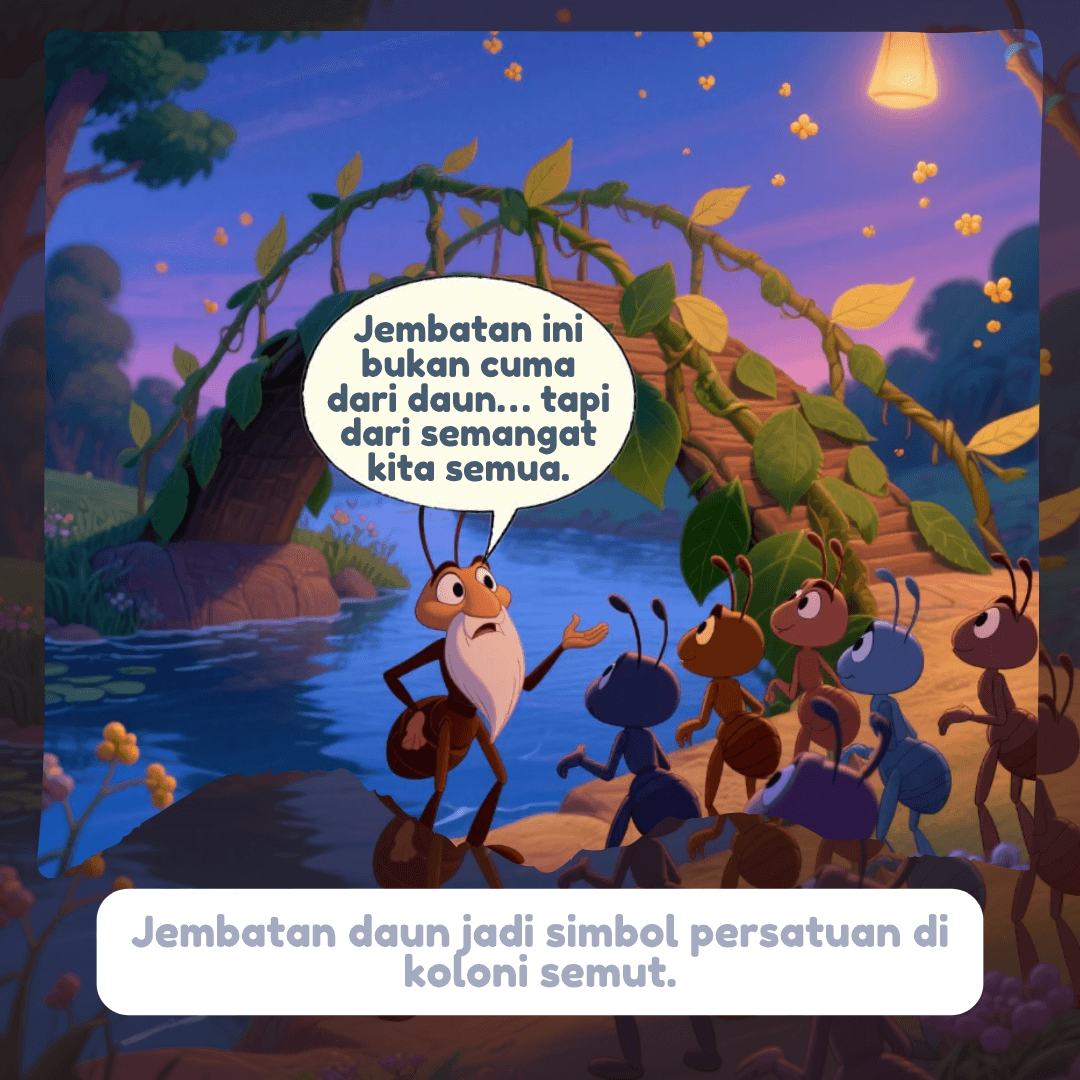 Jembatan ini
bukan cuma
dari daun... tapi
dari semangat
kita semua.
Jembatan daun jadi simbol persatuan di
koloni semut.